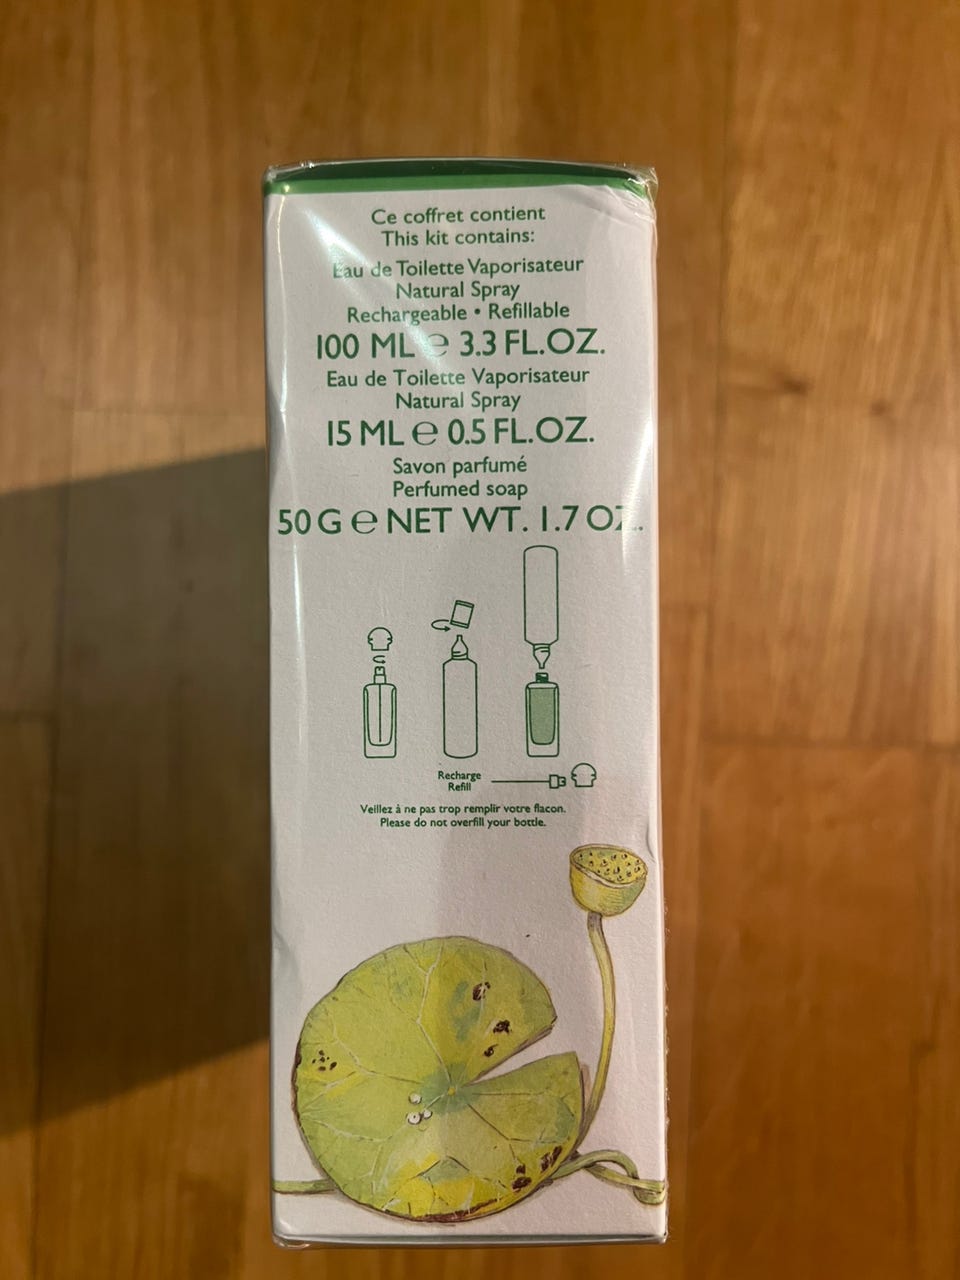 Ce coffret contient
This kit contains:
Eau de Toilette Vaporisateur
Natural Spray
Rechargeable • Refillable
100 ML ℮ 3.3 FL.OZ.
Eau de Toilette Vaporisateur
Natural Spray
15 ML ℮ 0.5 FL.OZ.
Savon parfumé
Perfumed soap
50 G ℮ NET WT. 1.7 OZ.
Recharge
Refill
Veillez à ne pas trop remplir votre flacon.
Please do not overfill your bottle.